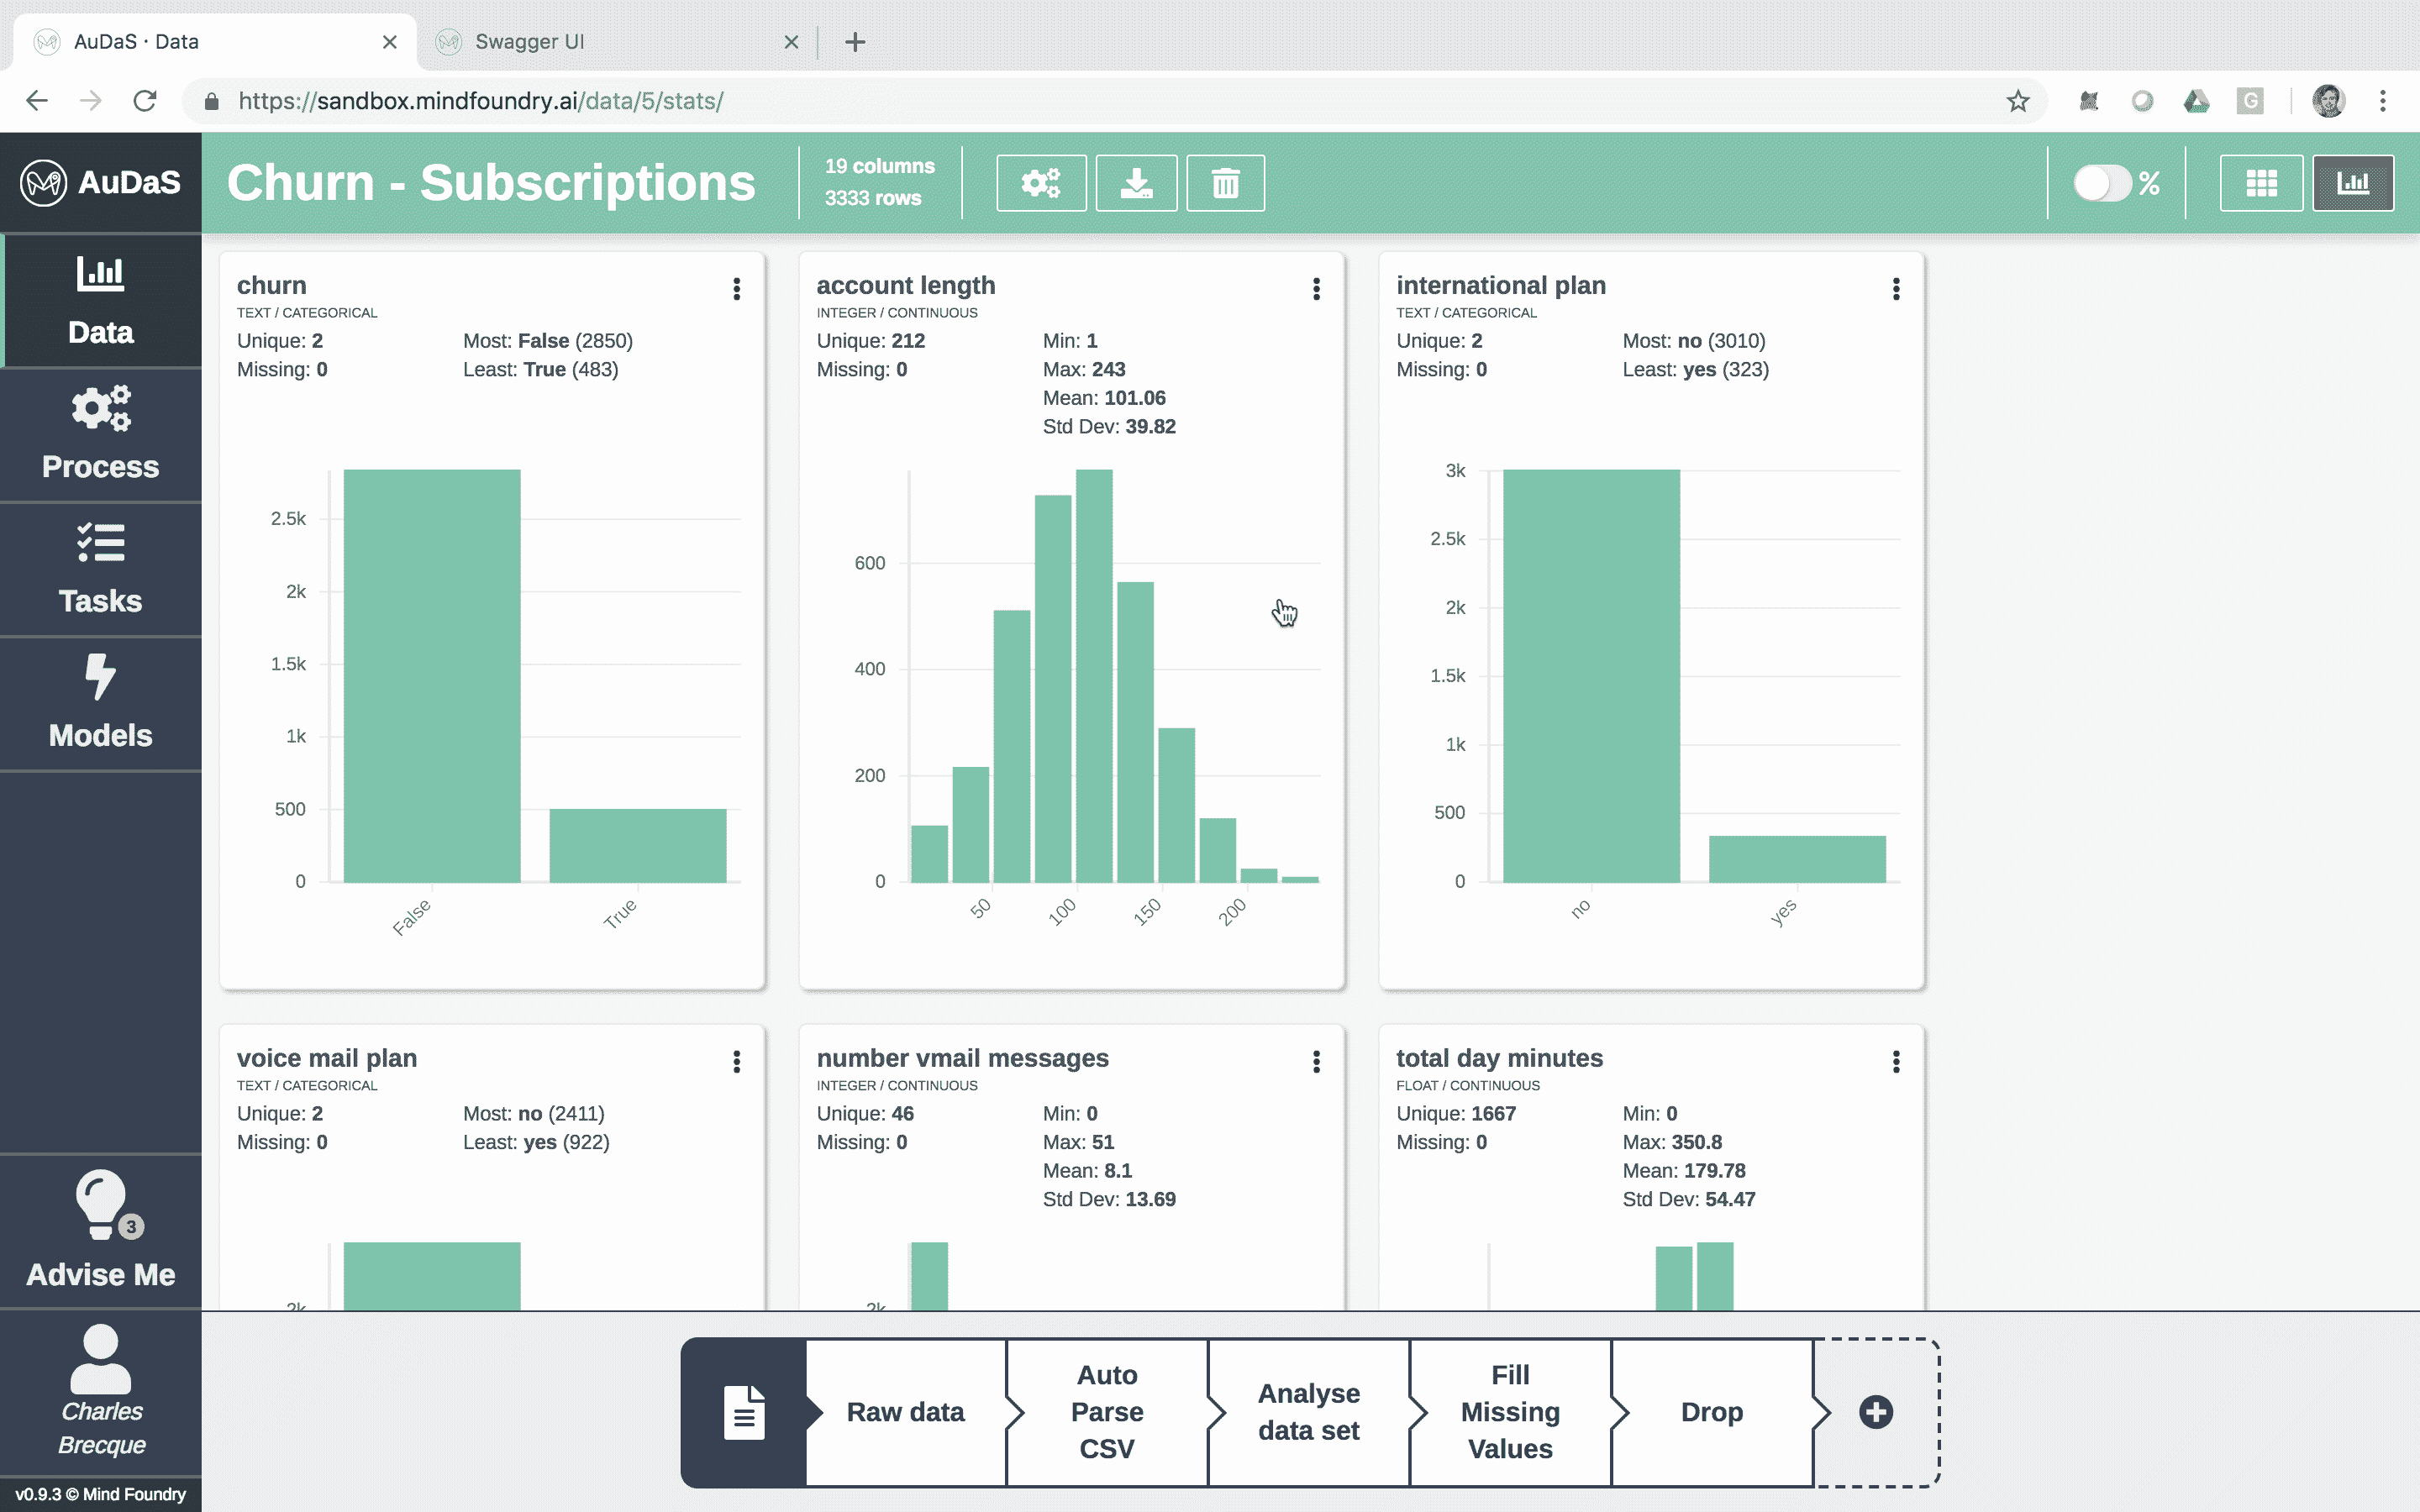 AuDaS · Data
Swagger UI
https://sandbox.mindfoundry.ai/data/5/stats/
G
AuDaS
Churn - Subscriptions
19 columns
3333 rows
%
Data
Process
Tasks
Models
3
Advise Me
Charles
Brecque
v0.9.3 © Mind Foundry
churn
TEXT / CATEGORICAL
Unique: 2
Missing: 0
Most: False (2850)
Least: True (483)
2.5k
2k
1.5k
1k
500
0
False
True
account length
INTEGER / CONTINUOUS
Unique: 212
Missing: 0
Min: 1
Max: 243
Mean: 101.06
Std Dev: 39.82
600
400
200
0
50
100
150
200
international plan
TEXT / CATEGORICAL
Unique: 2
Missing: 0
Most: no (3010)
Least: yes (323)
3k
2.5k
2k
1.5k
1k
500
0
no
yes
voice mail plan
TEXT / CATEGORICAL
Unique: 2
Missing: 0
Most: no (2411)
Least: yes (922)
2k
number vmail messages
INTEGER / CONTINUOUS
Unique: 46
Missing: 0
Min: 0
Max: 51
Mean: 8.1
Std Dev: 13.69
2k
total day minutes
FLOAT / CONTINUOUS
Unique: 1667
Missing: 0
Min: 0
Max: 350.8
Mean: 179.78
Std Dev: 54.47
Raw data
Auto
Parse
CSV
Analyse
data set
Fill
Missing
Values
Drop